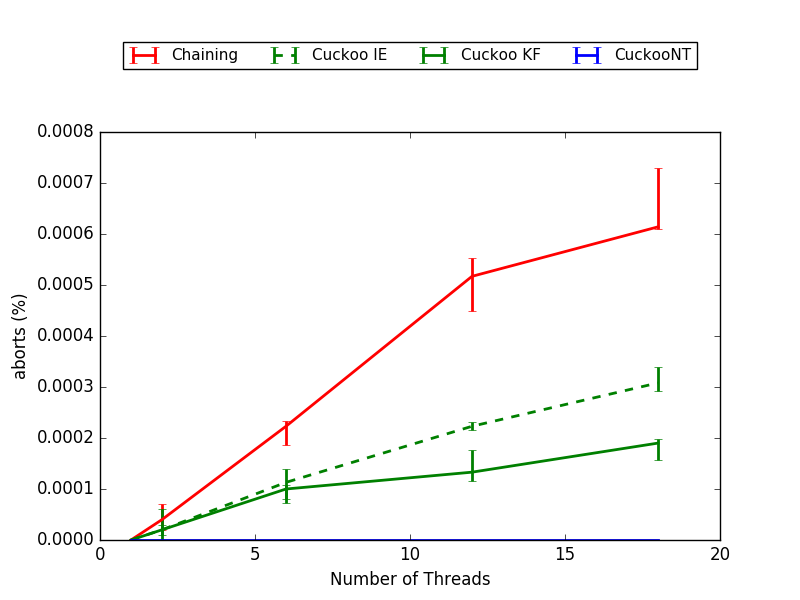 Chaining Cuckoo IE Cuckoo KF CuckooNT
0.0008
0.0007
0.0006
0.0005
0.0004
0.0003
0.0002
0.0001
0.0000
aborts (%)
0 5 10 15 20
Number of Threads